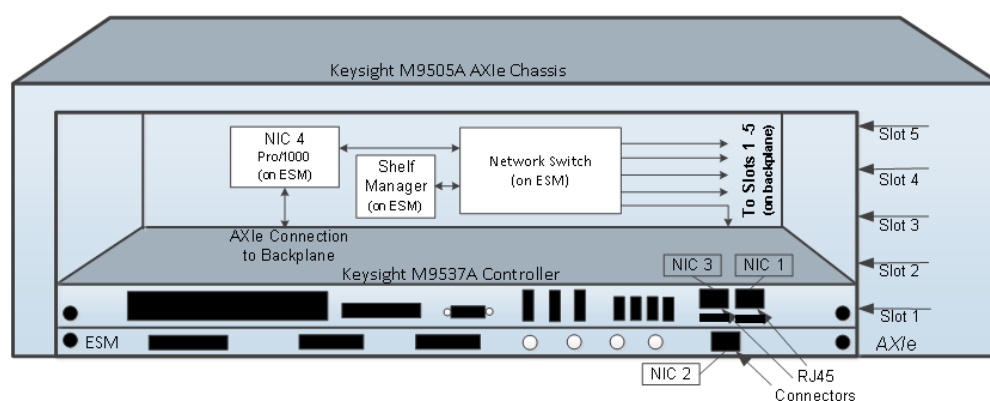 Keysight M9505A AXIe Chassis
NIC 4
Pro/1000
(on ESM)
Shelf
Manager
(on ESM)
Network Switch
(on ESM)
To Slots 1 -5
(on backplane)
Slot 5
Slot 4
Slot 3
Slot 2
Slot 1
AXIe Connection
to Backplane
Keysight M9537A Controller
NIC 3
NIC 1
ESM
AXIe
NIC 2
RJ45
Connectors